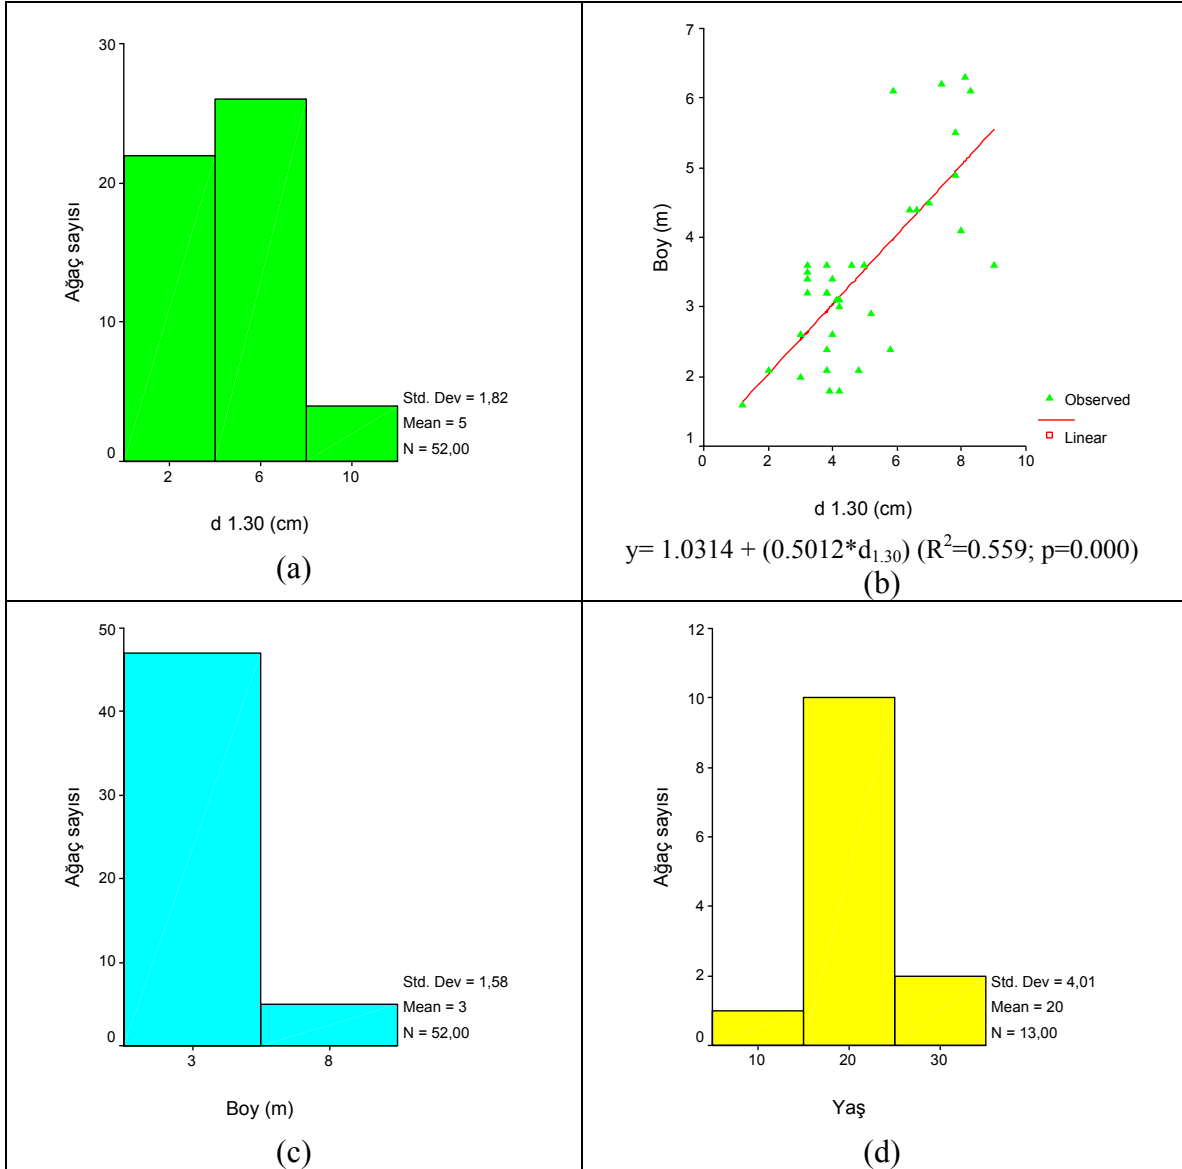 30
20
10
0
Ağaç sayısı
2 6 10
d 1.30 (cm)
Std. Dev = 1,82
Mean = 5
N = 52,00
(a)
7
6
5
4
3
2
1
Boy (m)
0 2 4 6 8 10
d 1.30 (cm)
Observed
Linear
y= 1.0314 + (0.5012*d₁.₃₀) (R²=0.559; p=0.000)
(b)
50
40
30
20
10
0
Ağaç sayısı
3 8
Boy (m)
Std. Dev = 1,58
Mean = 3
N = 52,00
(c)
12
10
8
6
4
2
0
Ağaç sayısı
10 20 30
Yaş
Std. Dev = 4,01
Mean = 20
N = 13,00
(d)